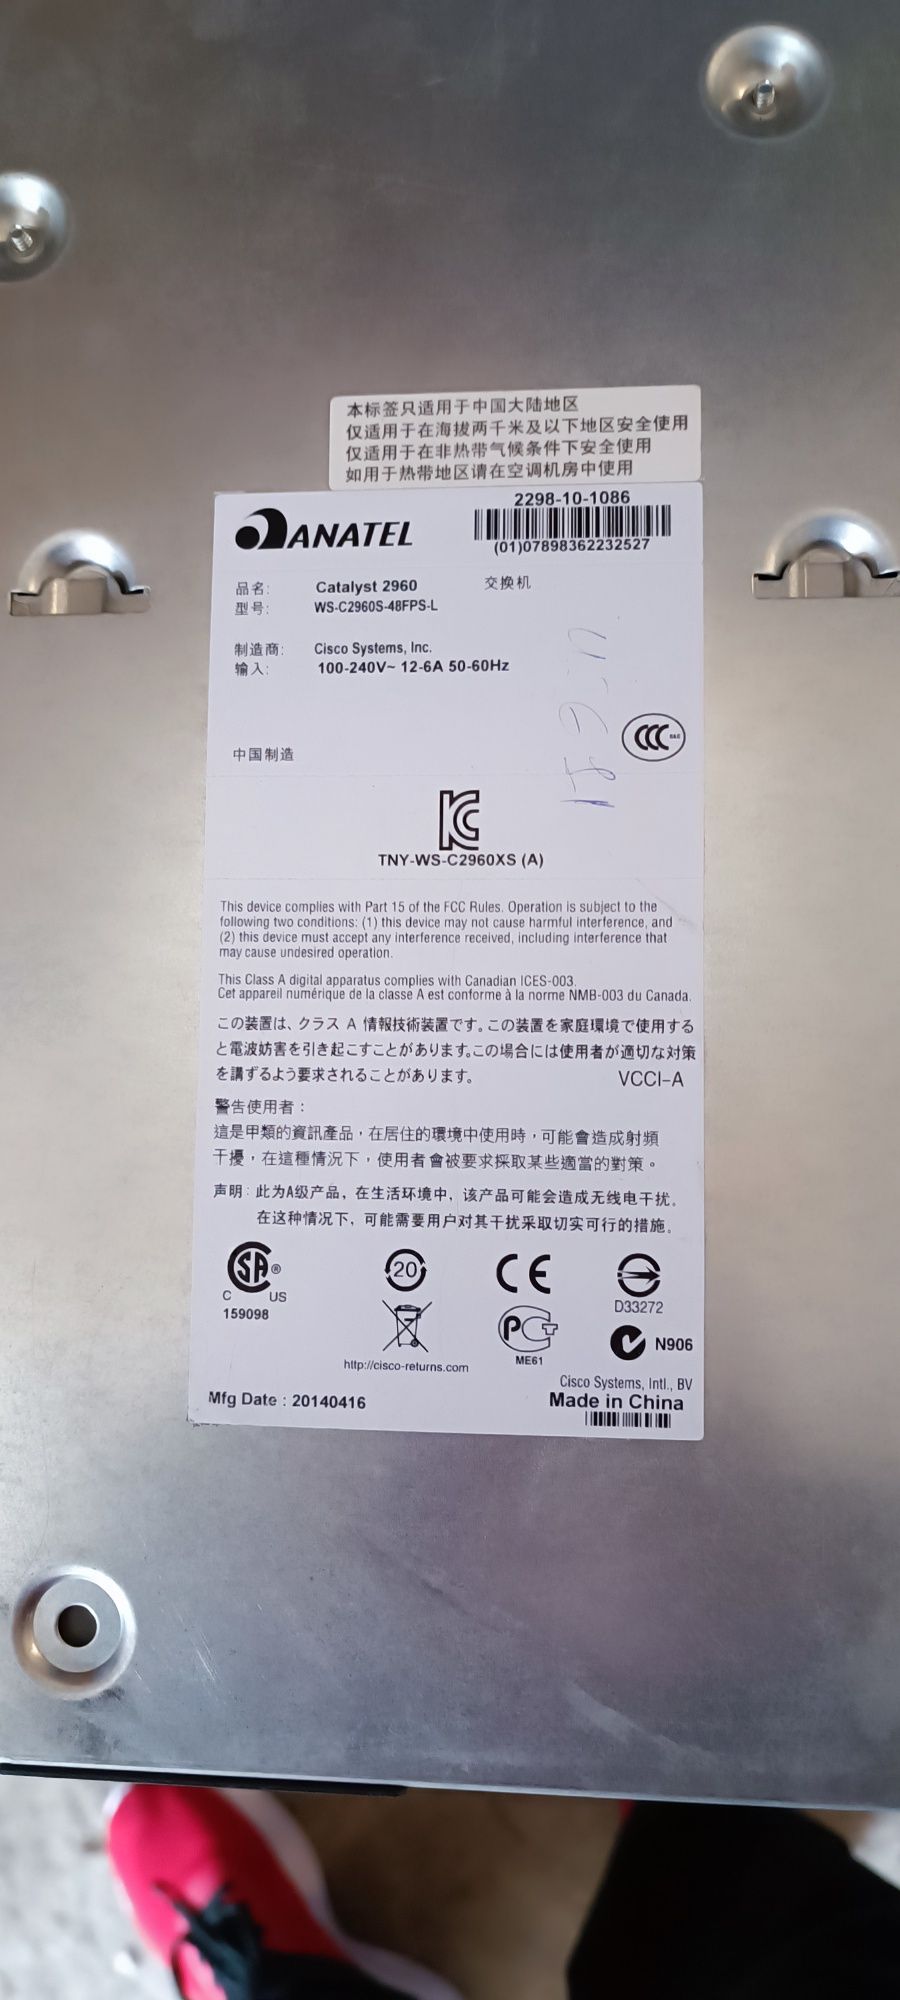 本标签只适用于中国大陆地区
仅适用于在海拔两千米及以下地区安全使用
仅适用于在非热带气候条件下安全使用
如用于热带地区请在空调机房中使用
ANATEL
2298-10-1086
(01)07898362232527
品名: Catalyst 2960 交换机
型号: WS-C2960S-48FPS-L
制造商: Cisco Systems, Inc.
输入: 100-240V~ 12-6A 50-60Hz
CCC
中国制造
TNY-WS-C2960XS (A)
This device complies with Part 15 of the FCC Rules. Operation is subject to the
following two conditions: (1) this device may not cause harmful interference, and
(2) this device must accept any interference received, including interference that
may cause undesired operation.
This Class A digital apparatus complies with Canadian ICES-003.
Cet appareil numérique de la classe A est conforme à la norme NMB-003 du Canada.
この装置は、クラス A 情報技術装置です。この装置を家庭環境で使用する
と電波妨害を引き起こすことがあります。この場合には使用者が適切な対策
を講ずるよう要求されることがあります。 VCCI-A
警告使用者：
這是甲類的資訊產品，在居住的環境中使用時，可能會造成射頻
干擾，在這種情況下，使用者會被要求採取某些適當的對策。
声明: 此为A级产品，在生活环境中，该产品可能会造成无线电干扰。
在这种情况下，可能需要用户对其干扰采取切实可行的措施。
SA ®
C US
159098
20
CE
D33272
http://cisco-returns.com
ME61
N906
Cisco Systems, Intl., BV
Mfg Date : 20140416
Made in China